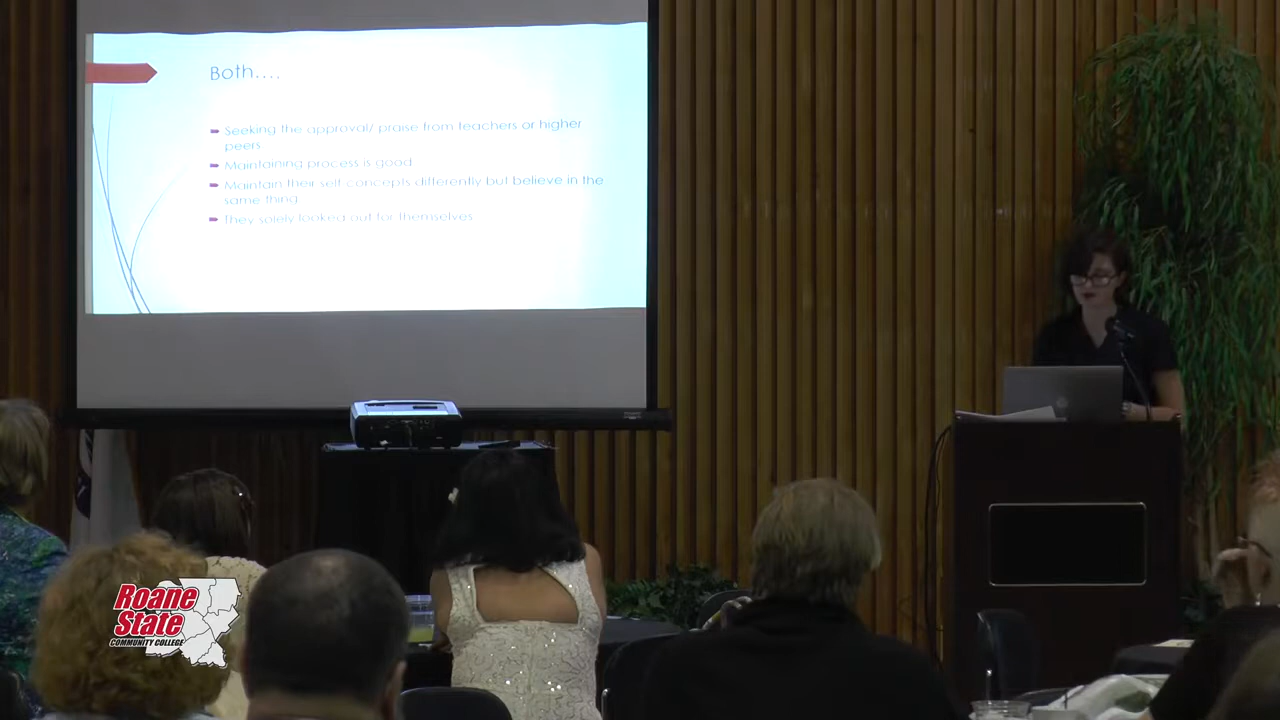 Both....
Seeking the approval/ praise from teachers or higher
peers.
Maintaining process is good.
Maintain their self concepts differently but believe in the
same thing
They solely looked out for themselves
Roane
State
COMMUNITY COLLEGE